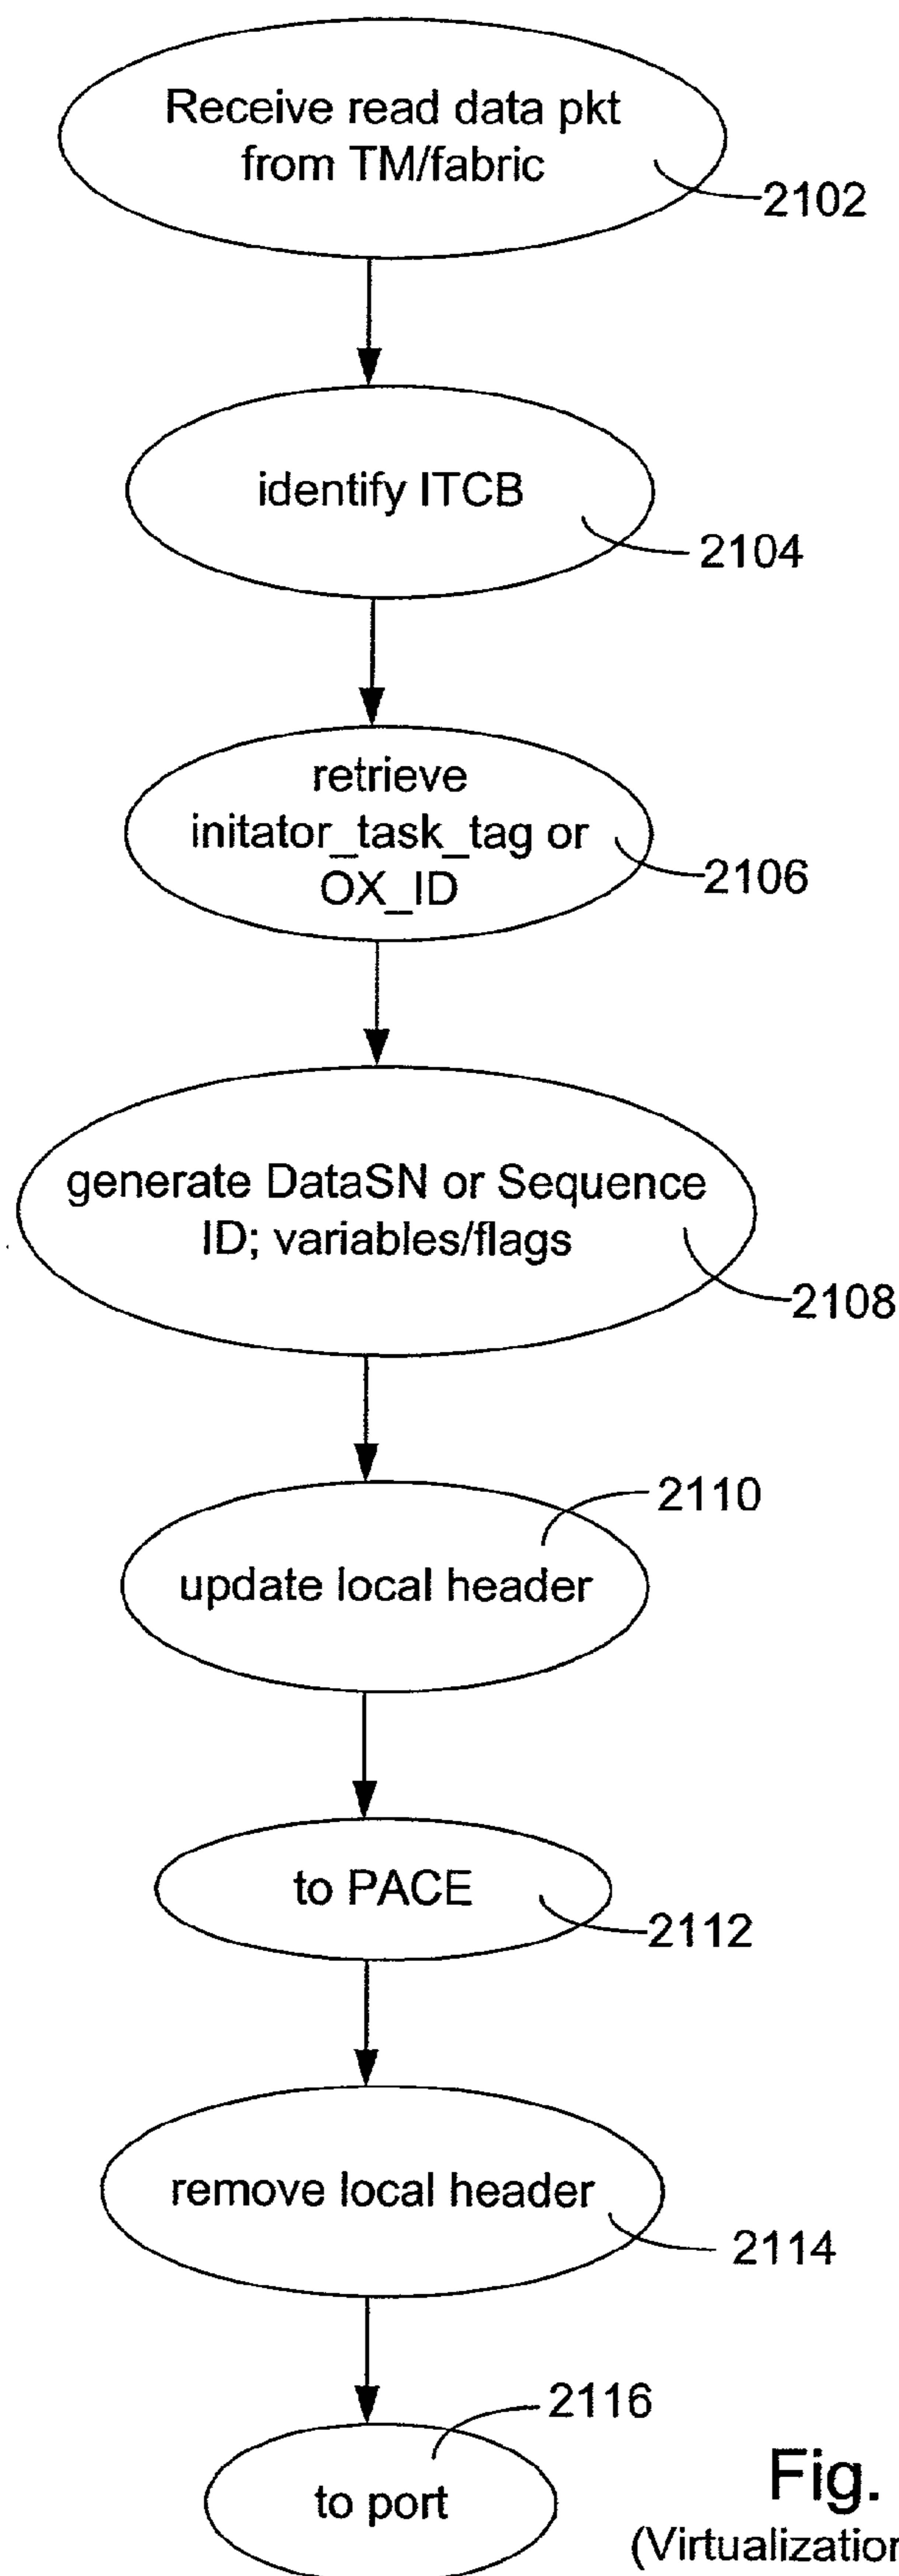 Receive read data pkt
from TM/fabric
2102
identify ITCB
2104
retrieve
initator_task_tag or
OX_ID
2106
generate DataSN or Sequence
ID; variables/flags
2108
2110
update local header
to PACE
2112
remove local header
2114
2116
to port
Fig.
(Virtualization